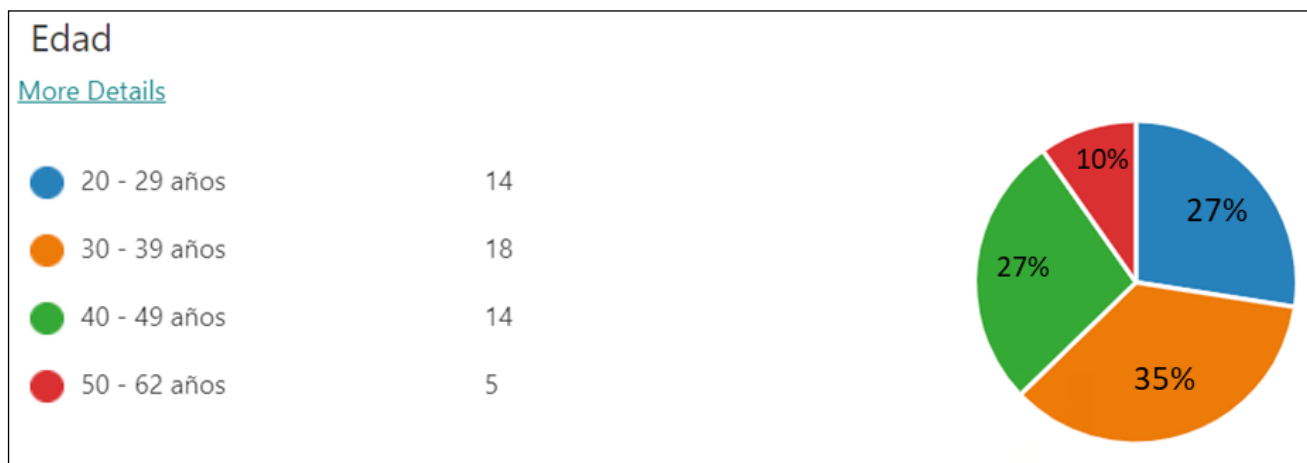 Edad
More Details
20 - 29 años 14
30 - 39 años 18
40 - 49 años 14
50 - 62 años 5
10%
27%
27%
35%